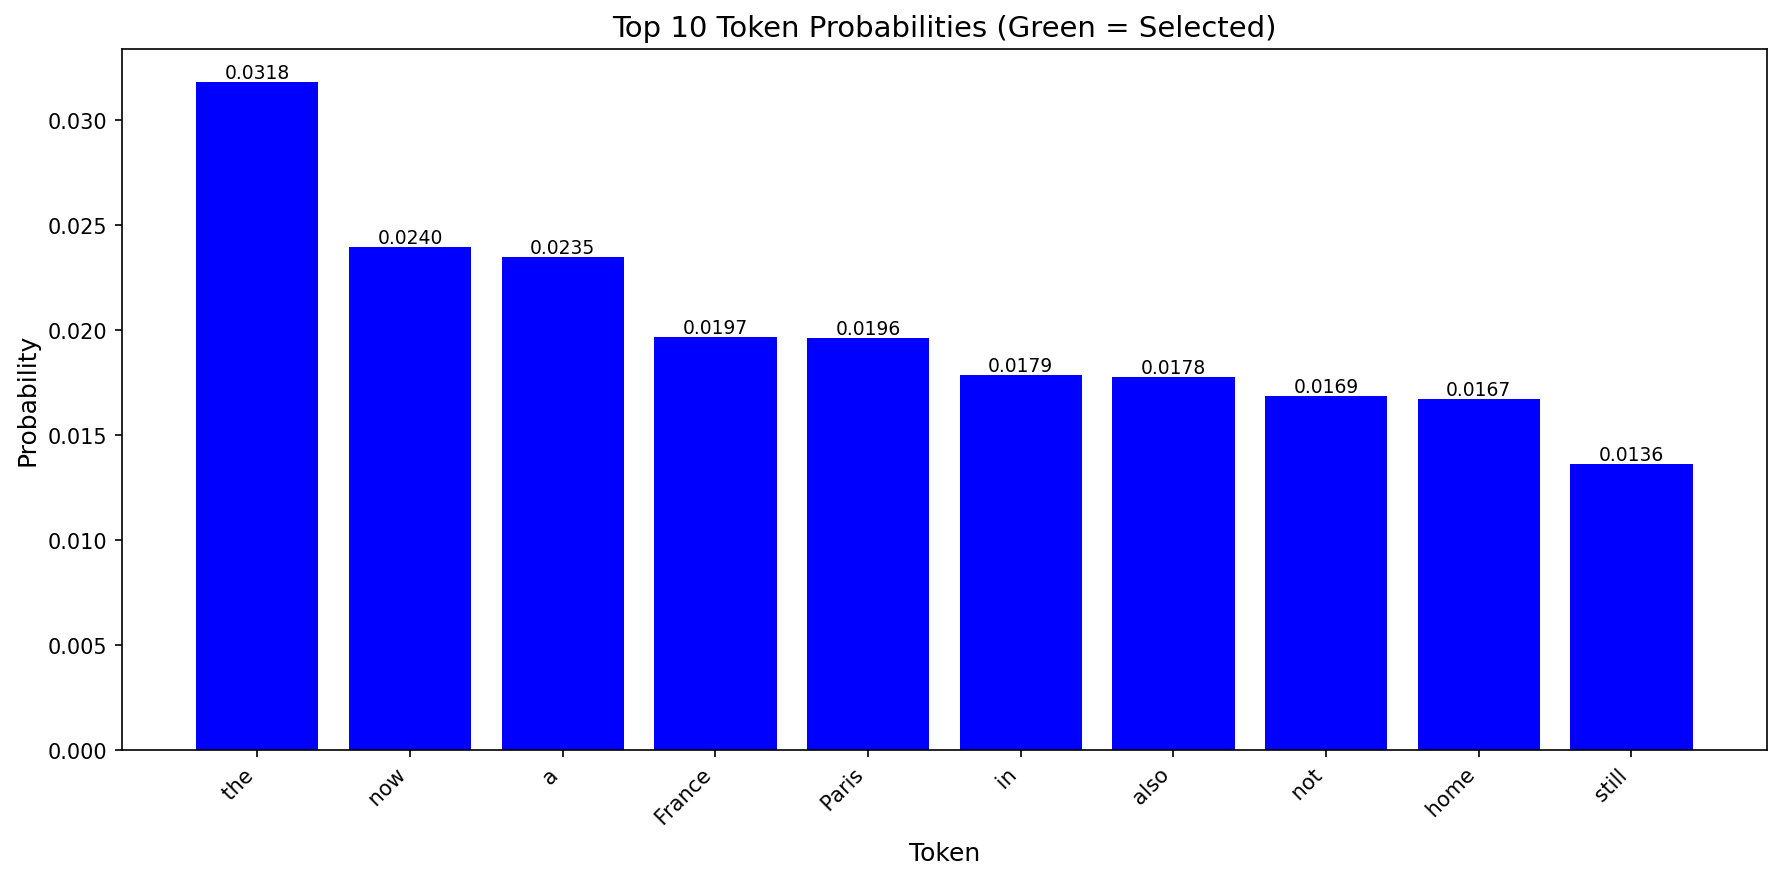 Top 10 Token Probabilities (Green = Selected)
0.0318
0.0240
0.0235
0.0197
0.0196
0.0179
0.0178
0.0169
0.0167
0.0136
Probability
0.030
0.025
0.020
0.015
0.010
0.005
0.000
the
now
a
France
Paris
in
also
not
home
still
Token